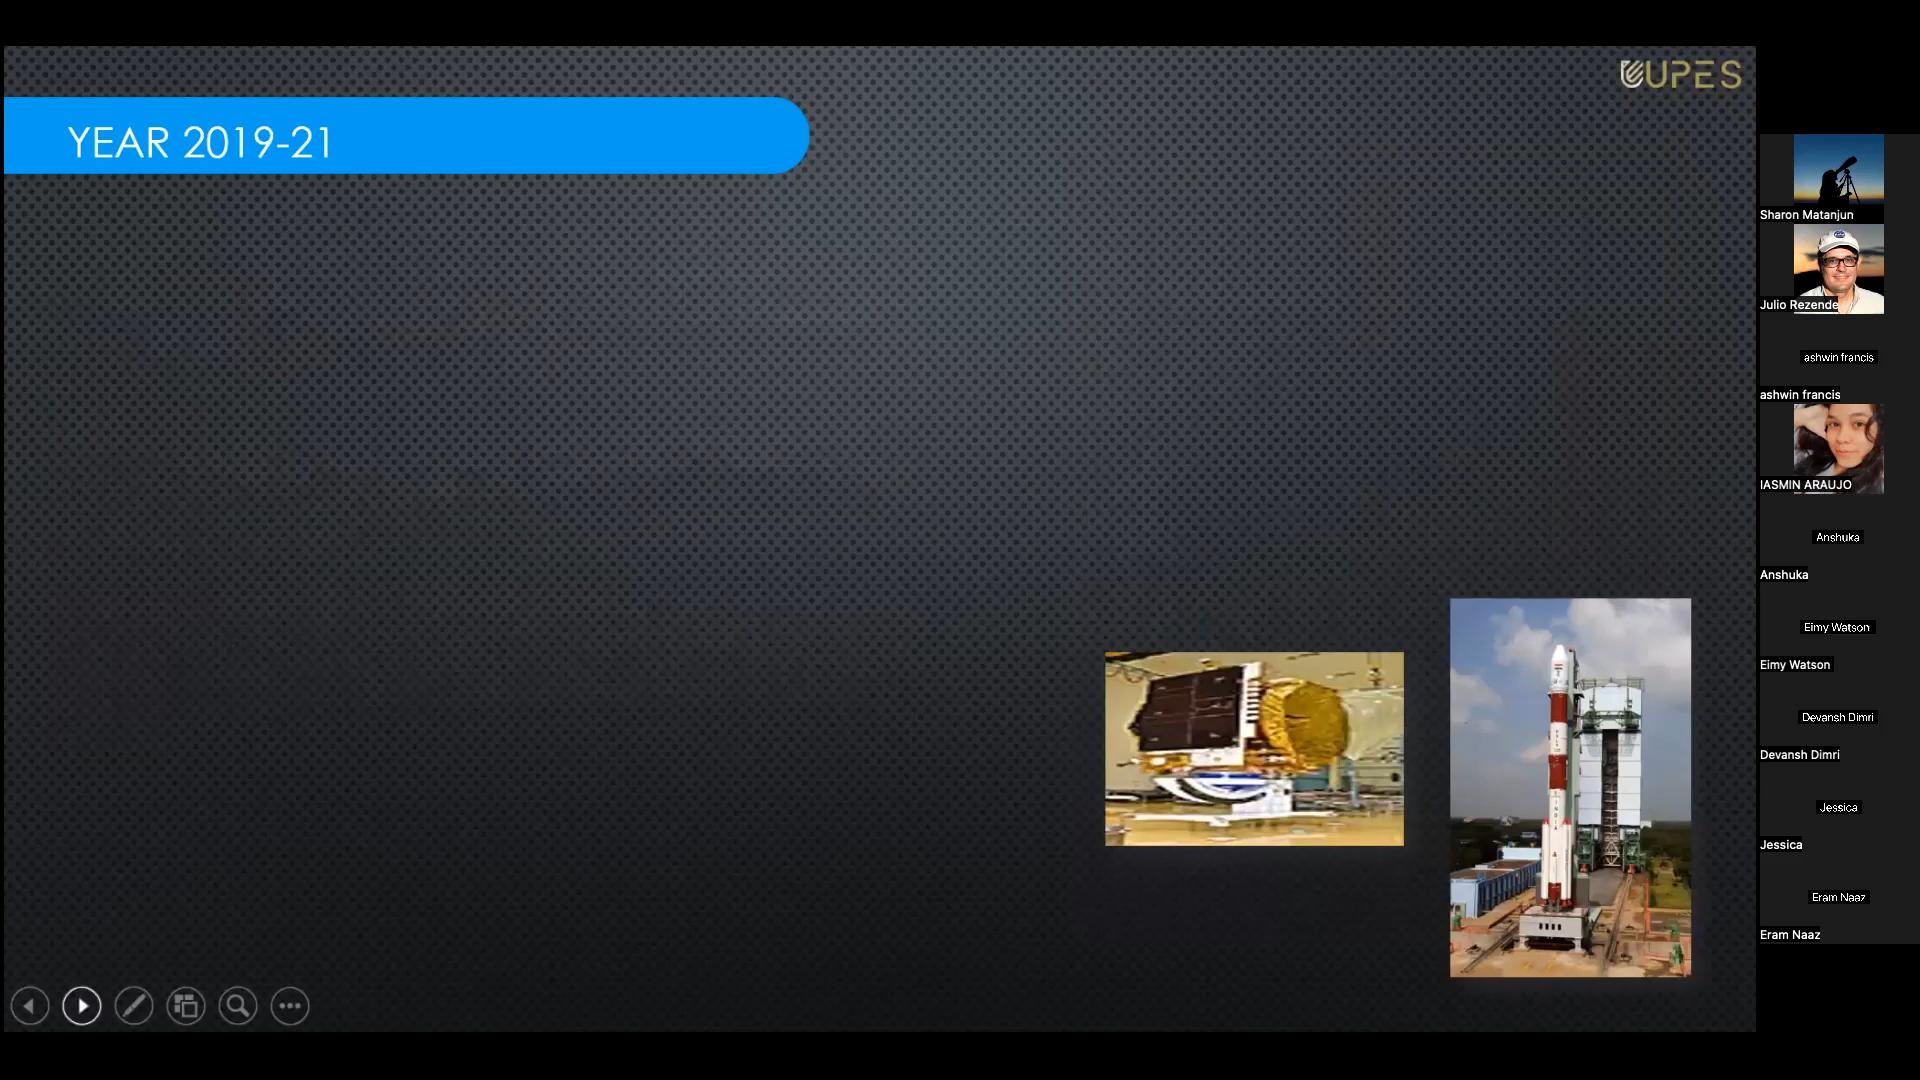 UPES
YEAR 2019-21
Sharon Matanjun
Julio Rezende
ashwin francis
ashwin francis
IASMIN ARAUJO
Anshuka
Anshuka
Eimy Watson
Eimy Watson
Devansh Dimri
Devansh Dimri
Jessica
Jessica
Eram Naaz
Eram Naaz